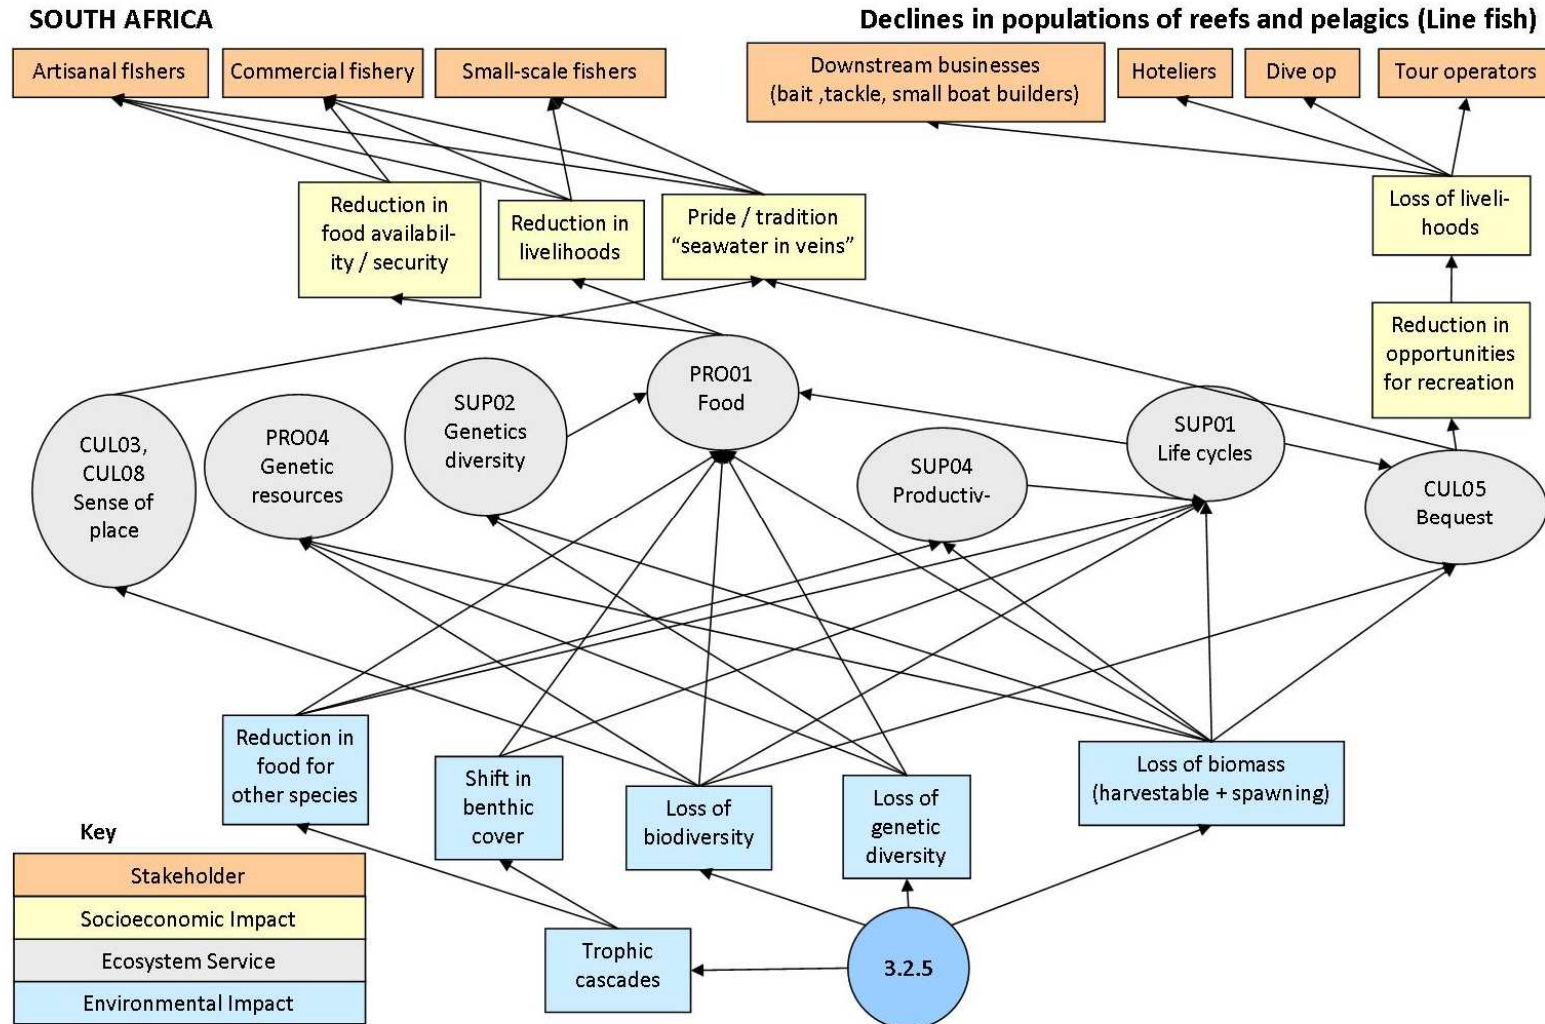 SOUTH AFRICA
Declines in populations of reefs and pelagics (Line fish)
Artisanal fIshers
Commercial fishery
Small-scale fishers
Downstream businesses
(bait ,tackle, small boat builders)
Hoteliers
Dive op
Tour operators
Reduction in
food availabil-
ity / security
Reduction in
livelihoods
Pride / tradition
“seawater in veins”
Loss of liveli-
hoods
Reduction in
opportunities
for recreation
CUL03,
CUL08
Sense of
place
PRO04
Genetic
resources
SUP02
Genetics
diversity
PRO01
Food
SUP04
Productiv-
SUP01
Life cycles
CUL05
Bequest
Reduction in
food for
other species
Shift in
benthic
cover
Loss of
biodiversity
Loss of
genetic
diversity
Loss of biomass
(harvestable + spawning)
Trophic
cascades
3.2.5
Key
Stakeholder
Socioeconomic Impact
Ecosystem Service
Environmental Impact